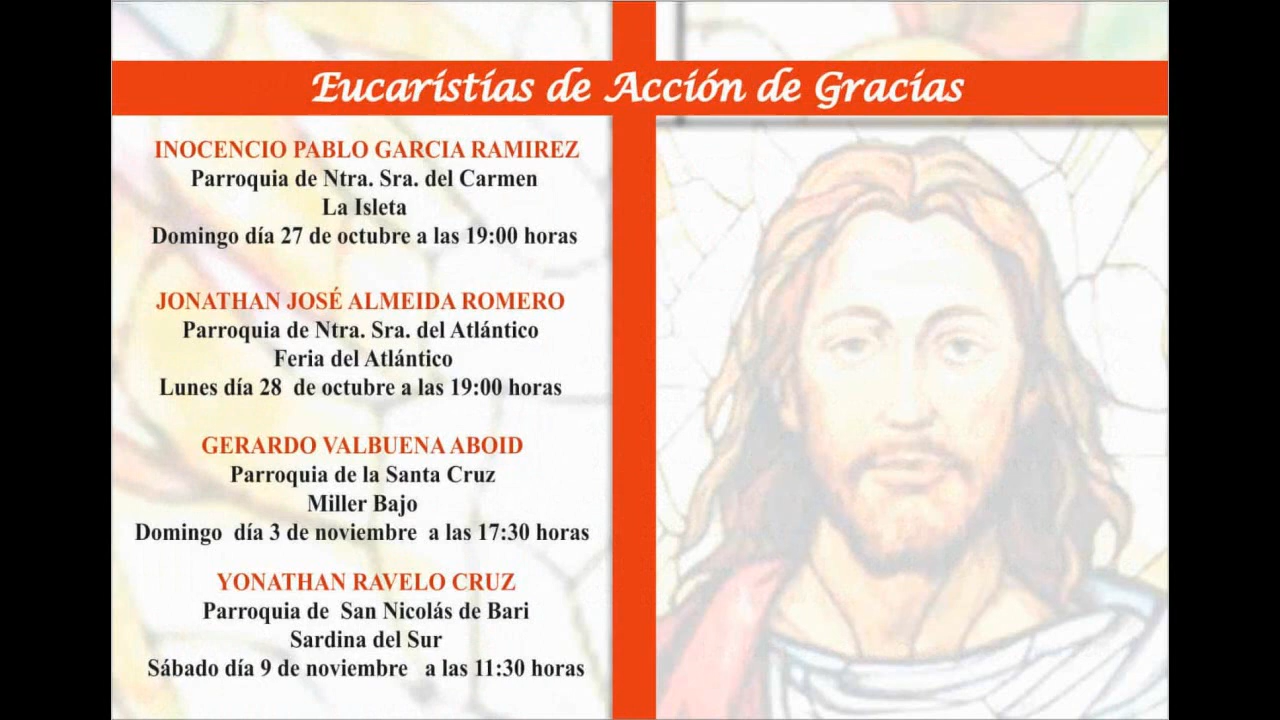 Eucaristías de Acción de Gracias
INOCENCIO PABLO GARCIA RAMIREZ
Parroquia de Ntra. Sra. del Carmen
La Isleta
Domingo día 27 de octubre a las 19:00 horas
JONATHAN JOSÉ ALMEIDA ROMERO
Parroquia de Ntra. Sra. del Atlántico
Feria del Atlántico
Lunes día 28 de octubre a las 19:00 horas
GERARDO VALBUENA ABOID
Parroquia de la Santa Cruz
Miller Bajo
Domingo día 3 de noviembre a las 17:30 horas
YONATHAN RAVELO CRUZ
Parroquia de San Nicolás de Bari
Sardina del Sur
Sábado día 9 de noviembre a las 11:30 horas